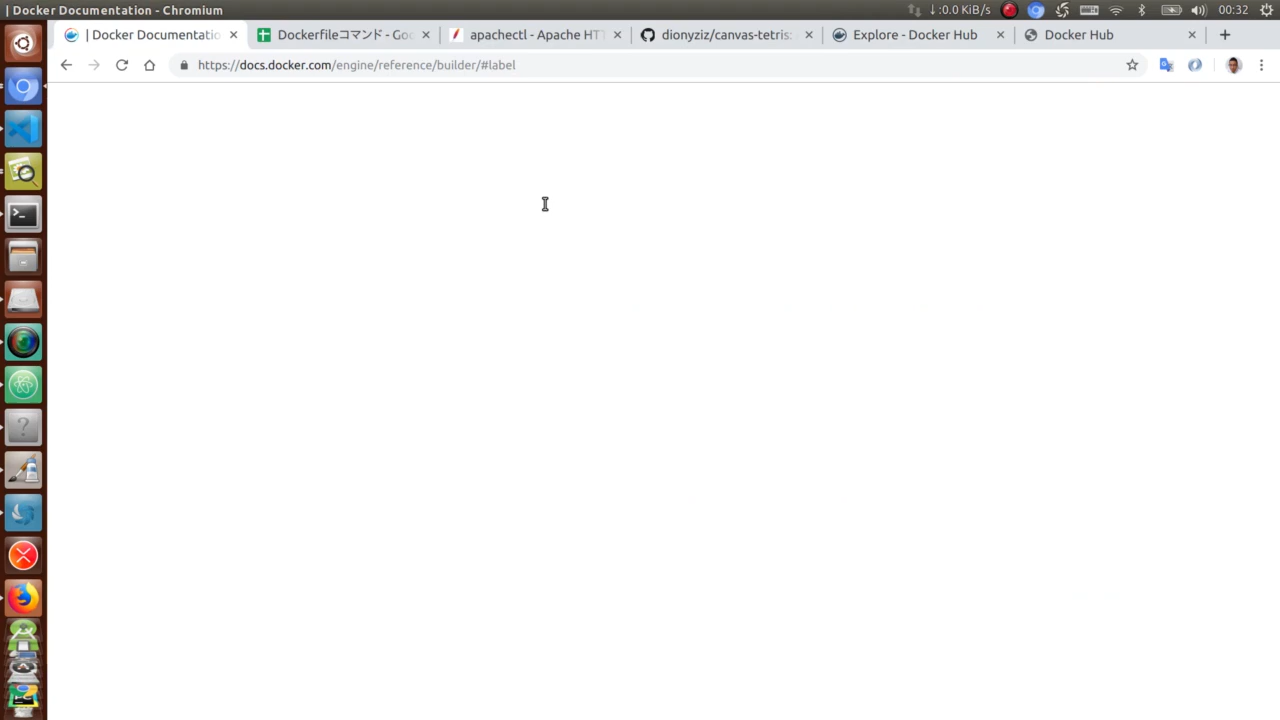 | Docker Documentation - Chromium
↓:0.0 KiB/s
00:32
| Docker Documentatio
Dockerfileコマンド - Goo
apachectl - Apache HTT
dionyziz/canvas-tetris:
Explore - Docker Hub
Docker Hub
https://docs.docker.com/engine/reference/builder/#label